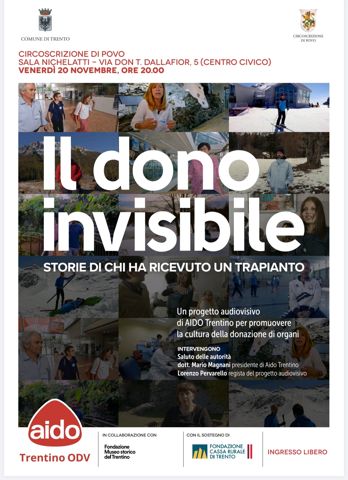 COMUNE DI TRENTO
CIRCOSCRIZIONE
DI POVO
CIRCOSCRIZIONE DI POVO
SALA NICHELATTI – VIA DON T. DALLAFIOR, 5 (CENTRO CIVICO)
VENERDÌ 20 NOVEMBRE, ORE 20.00
Il dono
invisibile
STORIE DI CHI HA RICEVUTO UN TRAPIANTO
Un progetto audiovisivo
di AIDO Trentino per promuovere
la cultura della donazione di organi
INTERVENGONO
Saluto delle autorità
dott. Mario Magnani presidente di Aido Trentino
Lorenzo Pervarello regista del progetto audiovisivo
aido
Trentino ODV
IN COLLABORAZIONE CON
Fondazione
Museo storico
del Trentino
CON IL SOSTEGNO DI
FONDAZIONE
CASSA RURALE
DI TRENTO
INGRESSO LIBERO